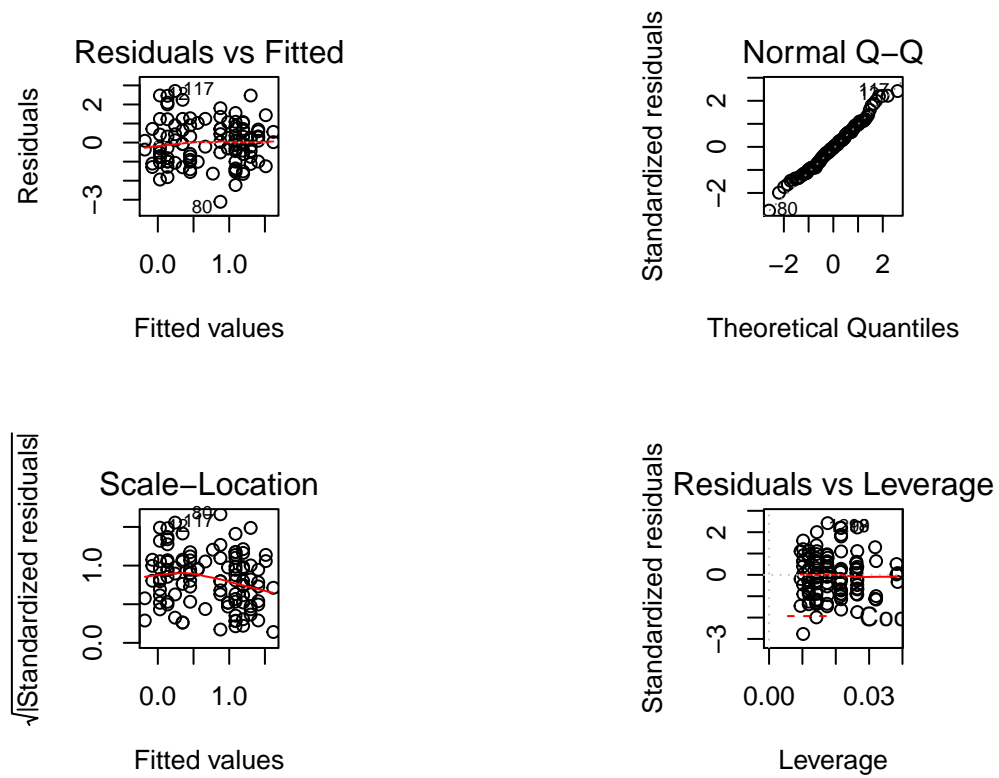 Residuals vs Fitted
Residuals
2
0
−3
117
80
0.0 1.0
Fitted values
Normal Q−Q
Standardized residuals
2
0
−2
117
80
−2 0 2
Theoretical Quantiles
Scale−Location
√|Standardized residuals|
1.0
0.0
80
117
0.0 1.0
Fitted values
Residuals vs Leverage
Standardized residuals
2
0
−3
Coo
0.00 0.03
Leverage